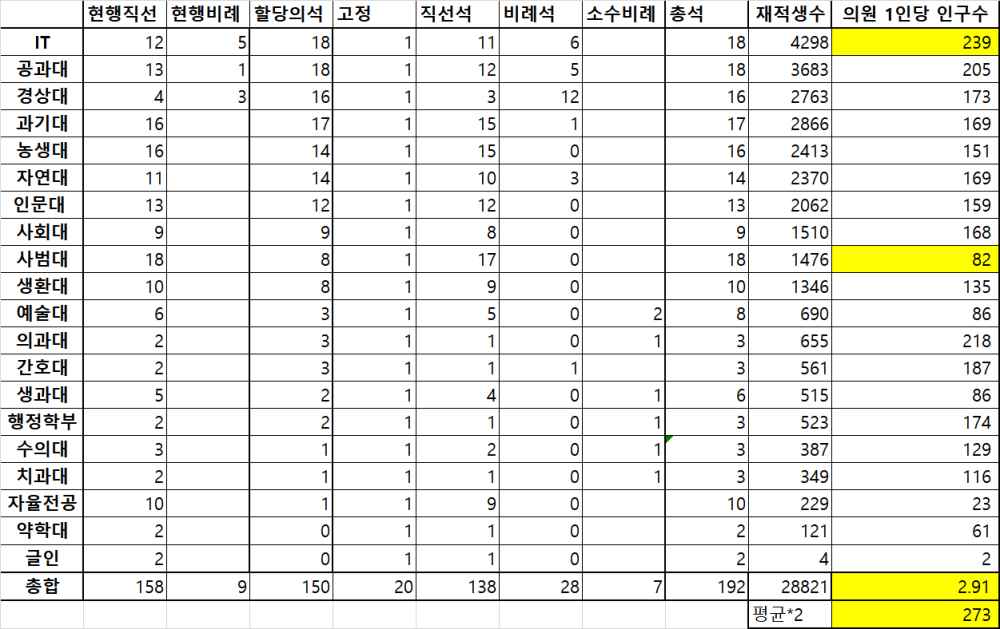 현행직선 현행비례 할당의석 고정 직선석 비례석 소수비례 총석 재적생수 의원 1인당 인구수
IT 12 5 18 1 11 6 18 4298 239
공과대 13 1 18 1 12 5 18 3683 205
경상대 4 3 16 1 3 12 16 2763 173
과기대 16 17 1 15 1 17 2866 169
농생대 16 14 1 15 0 16 2413 151
자연대 11 14 1 10 3 14 2370 169
인문대 13 12 1 12 0 13 2062 159
사회대 9 9 1 8 0 9 1510 168
사범대 18 8 1 17 0 18 1476 82
생환대 10 8 1 9 0 10 1346 135
예술대 6 3 1 5 0 2 8 690 86
의과대 2 3 1 1 0 1 3 655 218
간호대 2 3 1 1 1 3 561 187
생과대 5 2 1 4 0 1 6 515 86
행정학부 2 2 1 1 0 1 3 523 174
수의대 3 1 1 2 0 1 3 387 129
치과대 2 1 1 1 0 1 3 349 116
자율전공 10 1 1 9 0 10 229 23
약학대 2 0 1 1 0 2 121 61
글인 2 0 1 1 0 2 4 2
총합 158 9 150 20 138 28 7 192 28821 2.91
평균*2 273